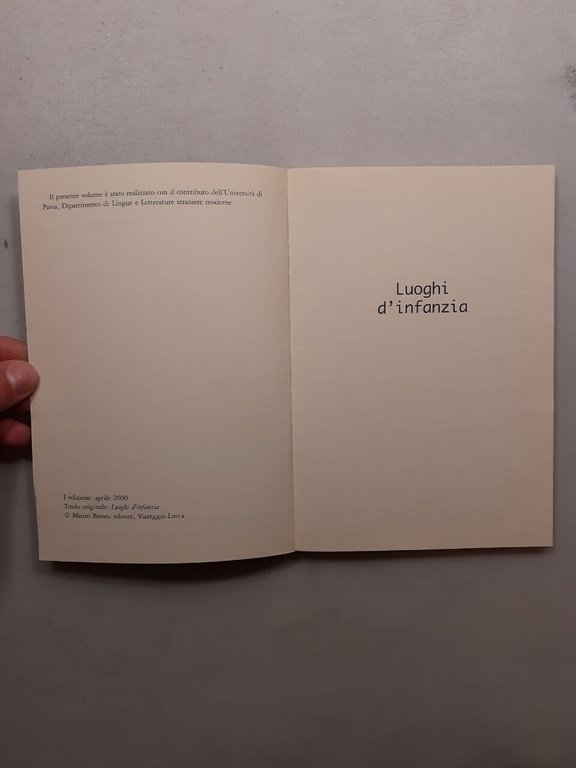 Il presente volume è stato realizzato con il contributo dell'Università di
Pavia, Dipartimento di Lingue e Letterature straniere moderne.
I edizione: aprile 2000
Titolo originale: Luoghi d'infanzia
© Mauro Baroni editore, Viareggio-Lucca
Luoghi
d'infanzia